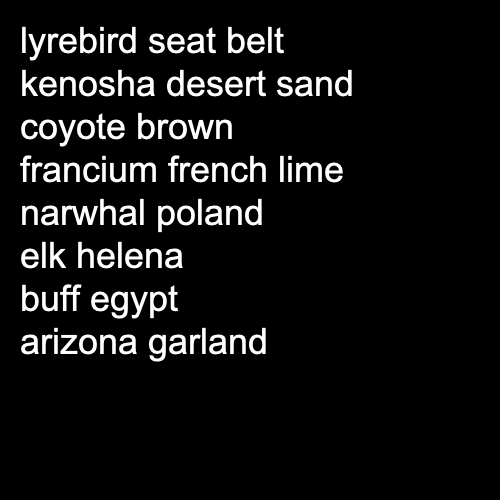 lyrebird seat belt
kenosha desert sand
coyote brown
francium french lime
narwhal poland
elk helena
buff egypt
arizona garland